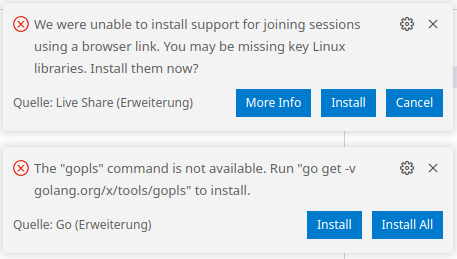 We were unable to install support for joining sessions
using a browser link. You may be missing key Linux
libraries. Install them now?
Quelle: Live Share (Erweiterung)
More Info
Install
Cancel
The "gopls" command is not available. Run "go get -v
golang.org/x/tools/gopls" to install.
Quelle: Go (Erweiterung)
Install
Install All